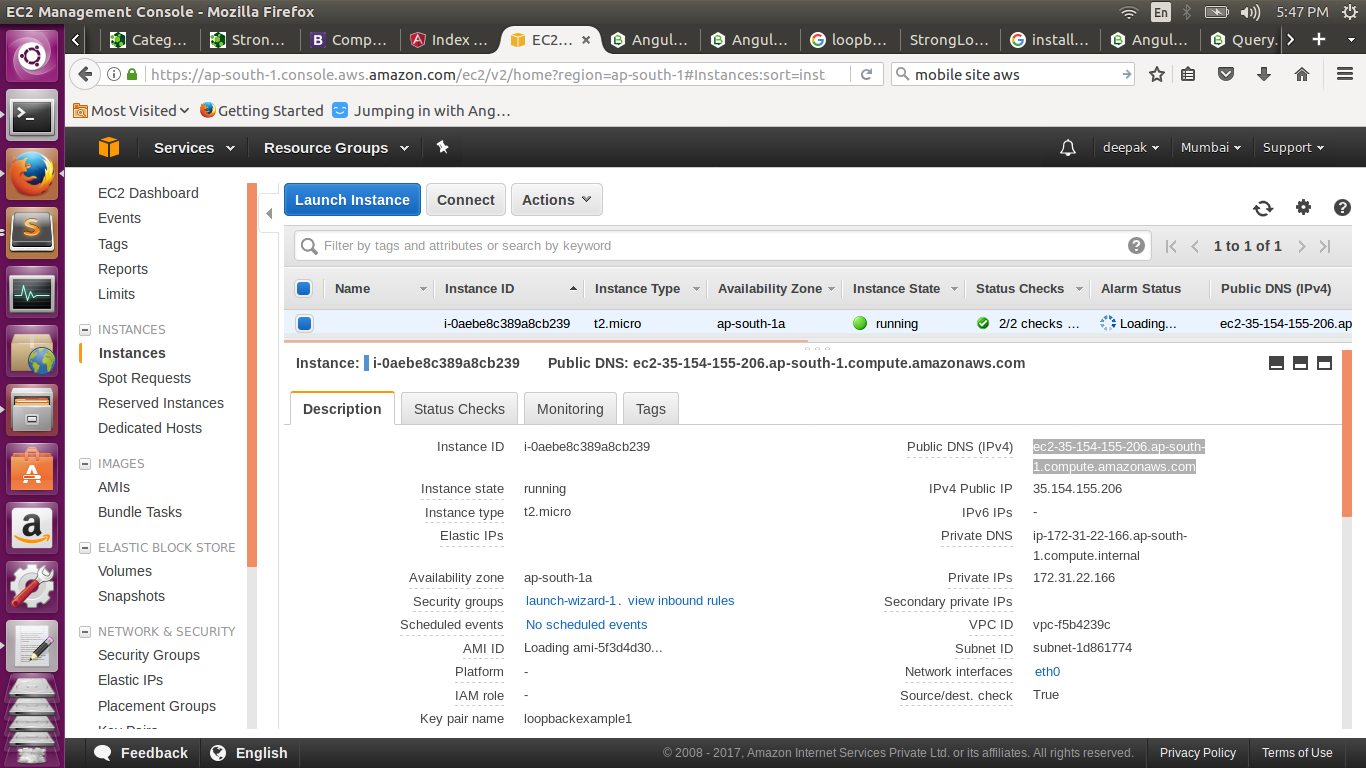 EC2 Management Console - Mozilla Firefox
En
5:47 PM
Categ...
Stron...
Comp...
Index ...
EC2...
Angul...
Angul...
loopb...
StrongLo...
install...
Angul...
Query.
https://ap-south-1.console.aws.amazon.com/ec2/v2/home?region=ap-south-1#Instances:sort=inst
mobile site aws
Most Visited
Getting Started
Jumping in with Ang...
Services
Resource Groups
deepak
Mumbai
Support
EC2 Dashboard
Events
Tags
Reports
Limits
INSTANCES
Instances
Spot Requests
Reserved Instances
Dedicated Hosts
IMAGES
AMIs
Bundle Tasks
ELASTIC BLOCK STORE
Volumes
Snapshots
NETWORK & SECURITY
Security Groups
Elastic IPs
Placement Groups
Key Pairs
Launch Instance
Connect
Actions
Filter by tags and attributes or search by keyword
1 to 1 of 1
Name
Instance ID
Instance Type
Availability Zone
Instance State
Status Checks
Alarm Status
Public DNS (IPv4)
i-0aebe8c389a8cb239
t2.micro
ap-south-1a
running
2/2 checks ...
Loading...
ec2-35-154-155-206.ap
Instance: i-0aebe8c389a8cb239
Public DNS: ec2-35-154-155-206.ap-south-1.compute.amazonaws.com
Description
Status Checks
Monitoring
Tags
Instance ID i-0aebe8c389a8cb239
Instance state running
Instance type t2.micro
Elastic IPs
Availability zone ap-south-1a
Security groups launch-wizard-1. view inbound rules
Scheduled events No scheduled events
AMI ID Loading ami-5f3d4d30...
Platform -
IAM role -
Key pair name loopbackexample1
Public DNS (IPv4) ec2-35-154-155-206.ap-south-
1.compute.amazonaws.com
IPv4 Public IP 35.154.155.206
IPv6 IPs -
Private DNS ip-172-31-22-166.ap-south-
1.compute.internal
Private IPs 172.31.22.166
Secondary private IPs
VPC ID vpc-f5b4239c
Subnet ID subnet-1d861774
Network interfaces eth0
Source/dest. check True
Feedback
English
© 2008 - 2017, Amazon Internet Services Private Ltd. or its affiliates. All rights reserved.
Privacy Policy
Terms of Use